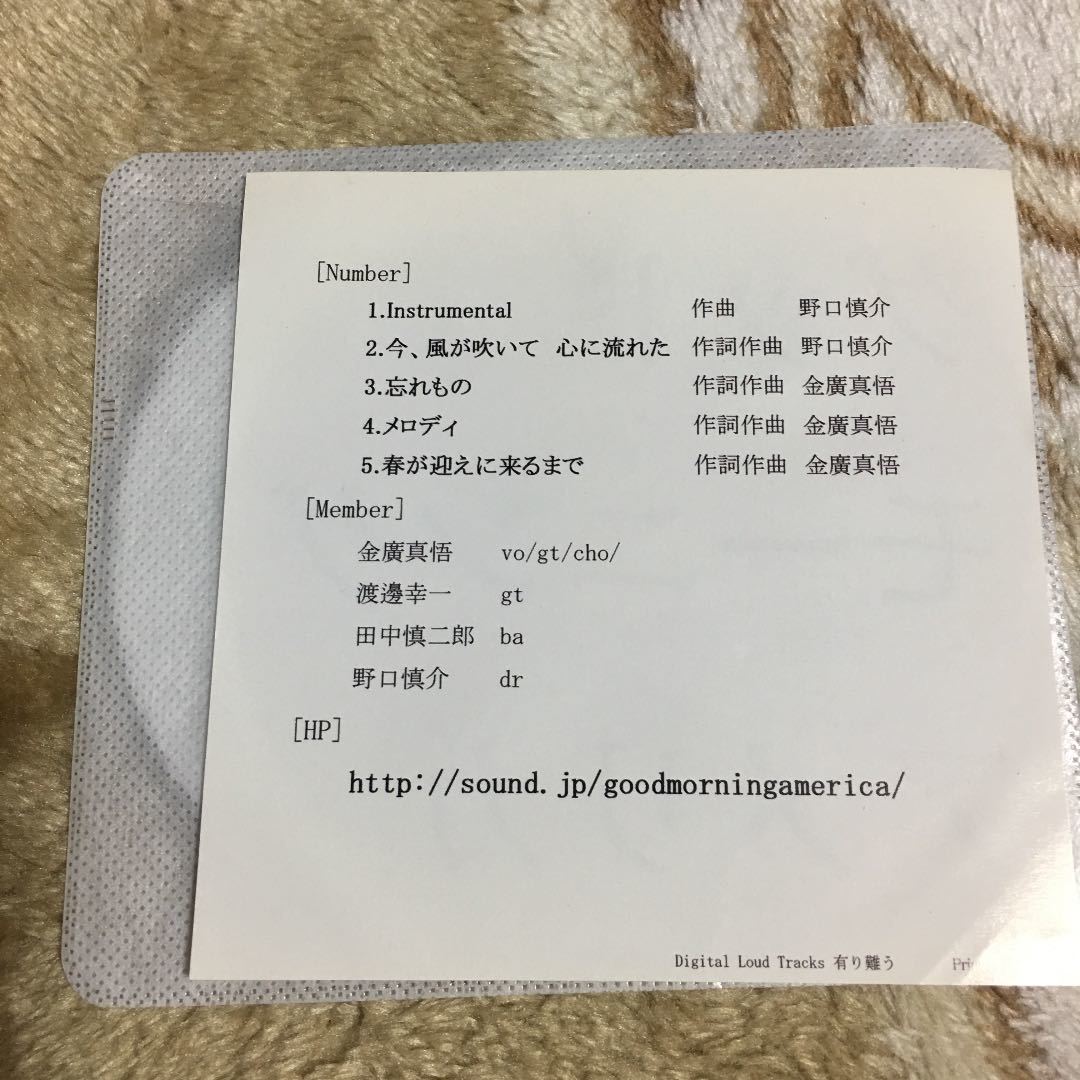 [Number]
1.Instrumental 作曲 野口慎介
2.今、風が吹いて 心に流れた 作詞作曲 野口慎介
3.忘れもの 作詞作曲 金廣真悟
4.メロディ 作詞作曲 金廣真悟
5.春が迎えに来るまで 作詞作曲 金廣真悟
[Member]
金廣真悟 vo/gt/cho/
渡邊幸一 gt
田中慎二郎 ba
野口慎介 dr
[HP]
http://sound.jp/goodmorningamerica/
Digital Loud Tracks 有り難う